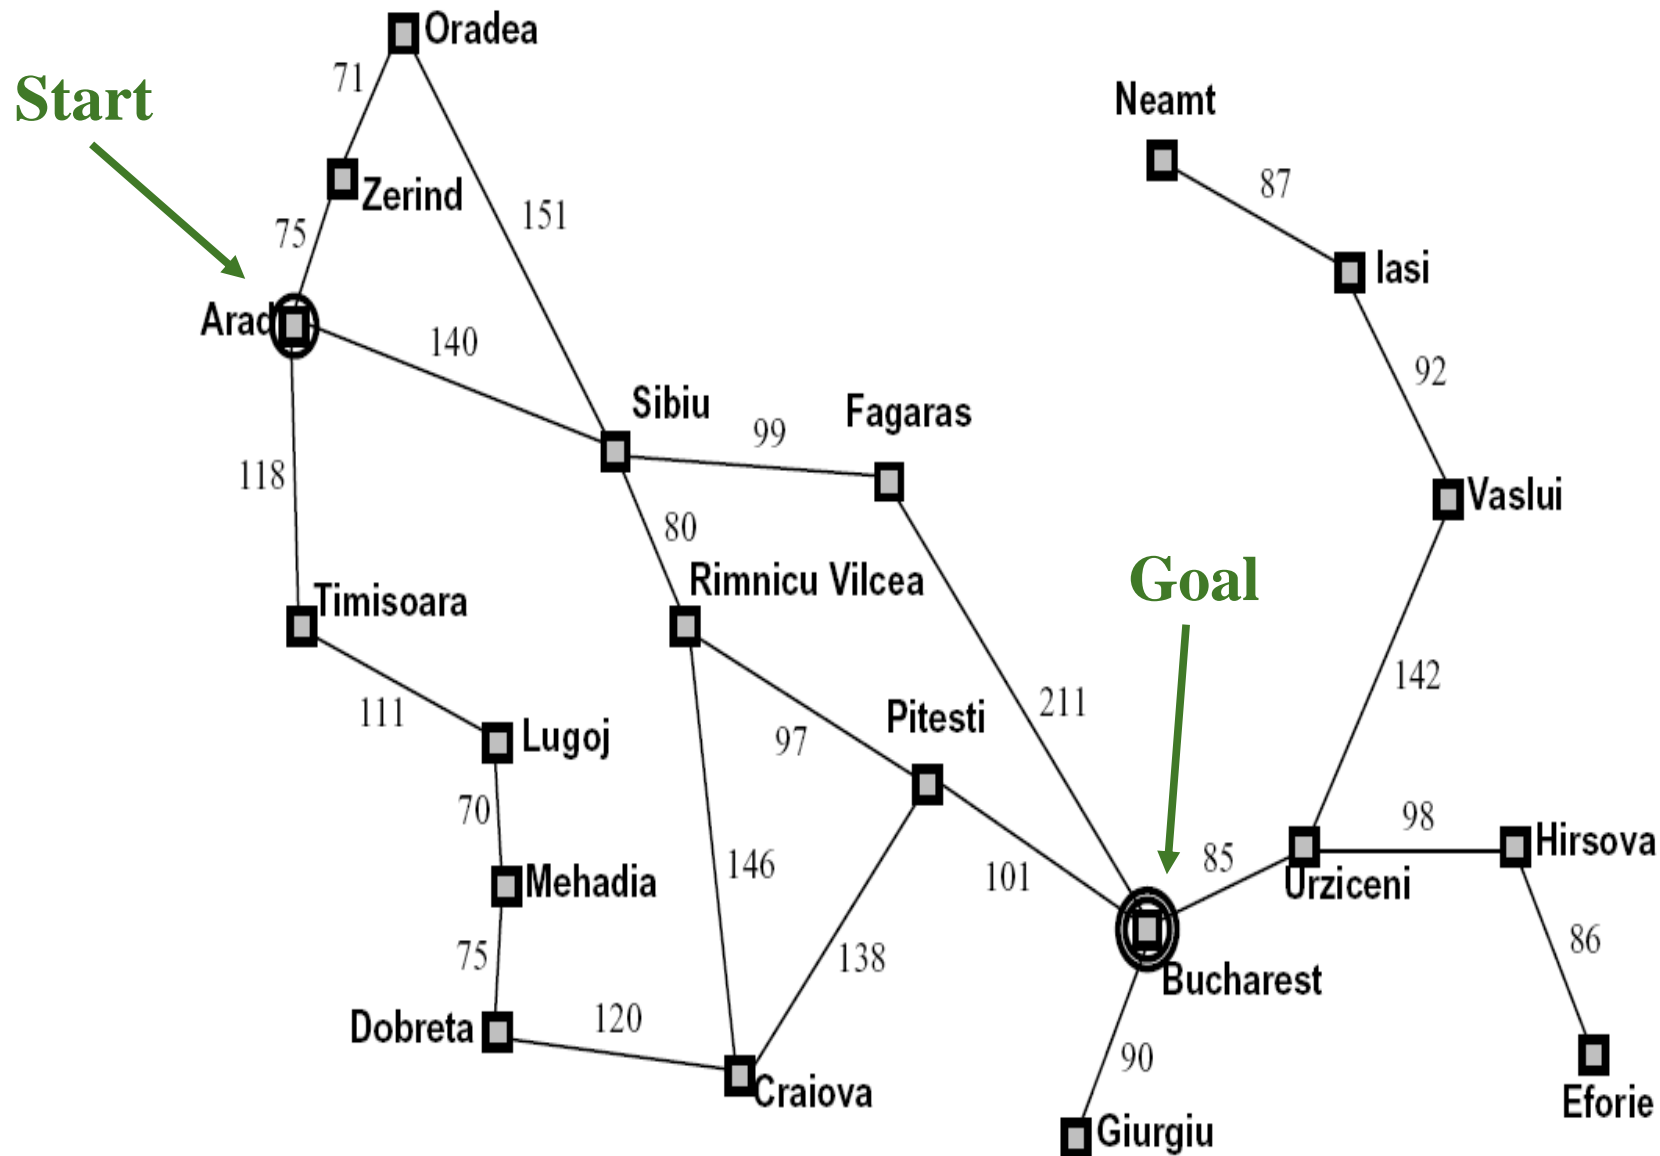 Oradea
71
Start
Neamt
87
Zerind
151
75
Iasi
Arad
140
92
Sibiu
Fagaras
99
118
Vaslui
80
Rimnicu Vilcea
Goal
Timisoara
142
211
111
Pitesti
97
Lugoj
70
98
Hirsova
146
85
101
Mehadia
Urziceni
138
86
75
Bucharest
120
Dobreta
90
Craiova
Eforie
Giurgiu